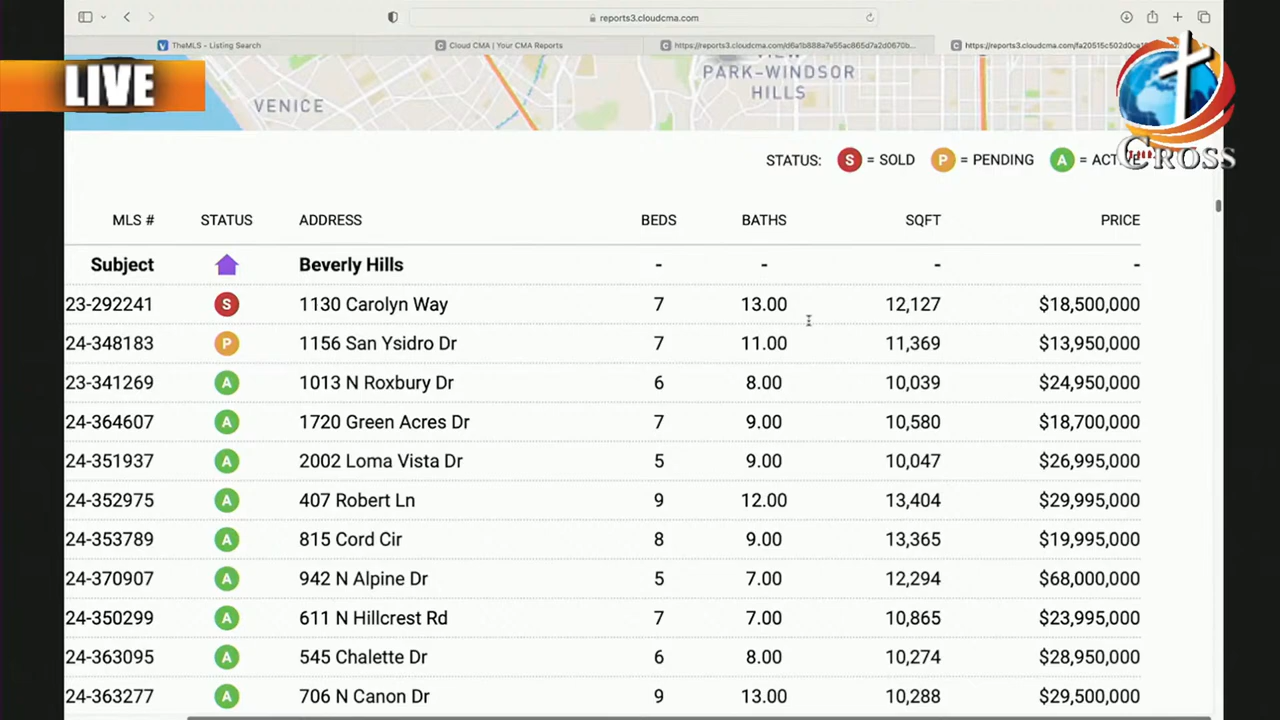 reports3.cloudcma.com
TheMLS - Listing Search
Cloud CMA | Your CMA Reports
https://reports3.cloudcma.com/d6a1b888a7e55ac865d7a2d0670b...
LIVE
VENICE
PARK-WINDSOR
HILLS
CROSS
STATUS: S = SOLD P = PENDING A =
MLS # STATUS ADDRESS BEDS BATHS SQFT PRICE
Subject Beverly Hills - - - -
23-292241 S 1130 Carolyn Way 7 13.00 12,127 $18,500,000
24-348183 P 1156 San Ysidro Dr 7 11.00 11,369 $13,950,000
23-341269 A 1013 N Roxbury Dr 6 8.00 10,039 $24,950,000
24-364607 A 1720 Green Acres Dr 7 9.00 10,580 $18,700,000
24-351937 A 2002 Loma Vista Dr 5 9.00 10,047 $26,995,000
24-352975 A 407 Robert Ln 9 12.00 13,404 $29,995,000
24-353789 A 815 Cord Cir 8 9.00 13,365 $19,995,000
24-370907 A 942 N Alpine Dr 5 7.00 12,294 $68,000,000
24-350299 A 611 N Hillcrest Rd 7 7.00 10,865 $23,995,000
24-363095 A 545 Chalette Dr 6 8.00 10,274 $28,950,000
24-363277 A 706 N Canon Dr 9 13.00 10,288 $29,500,000